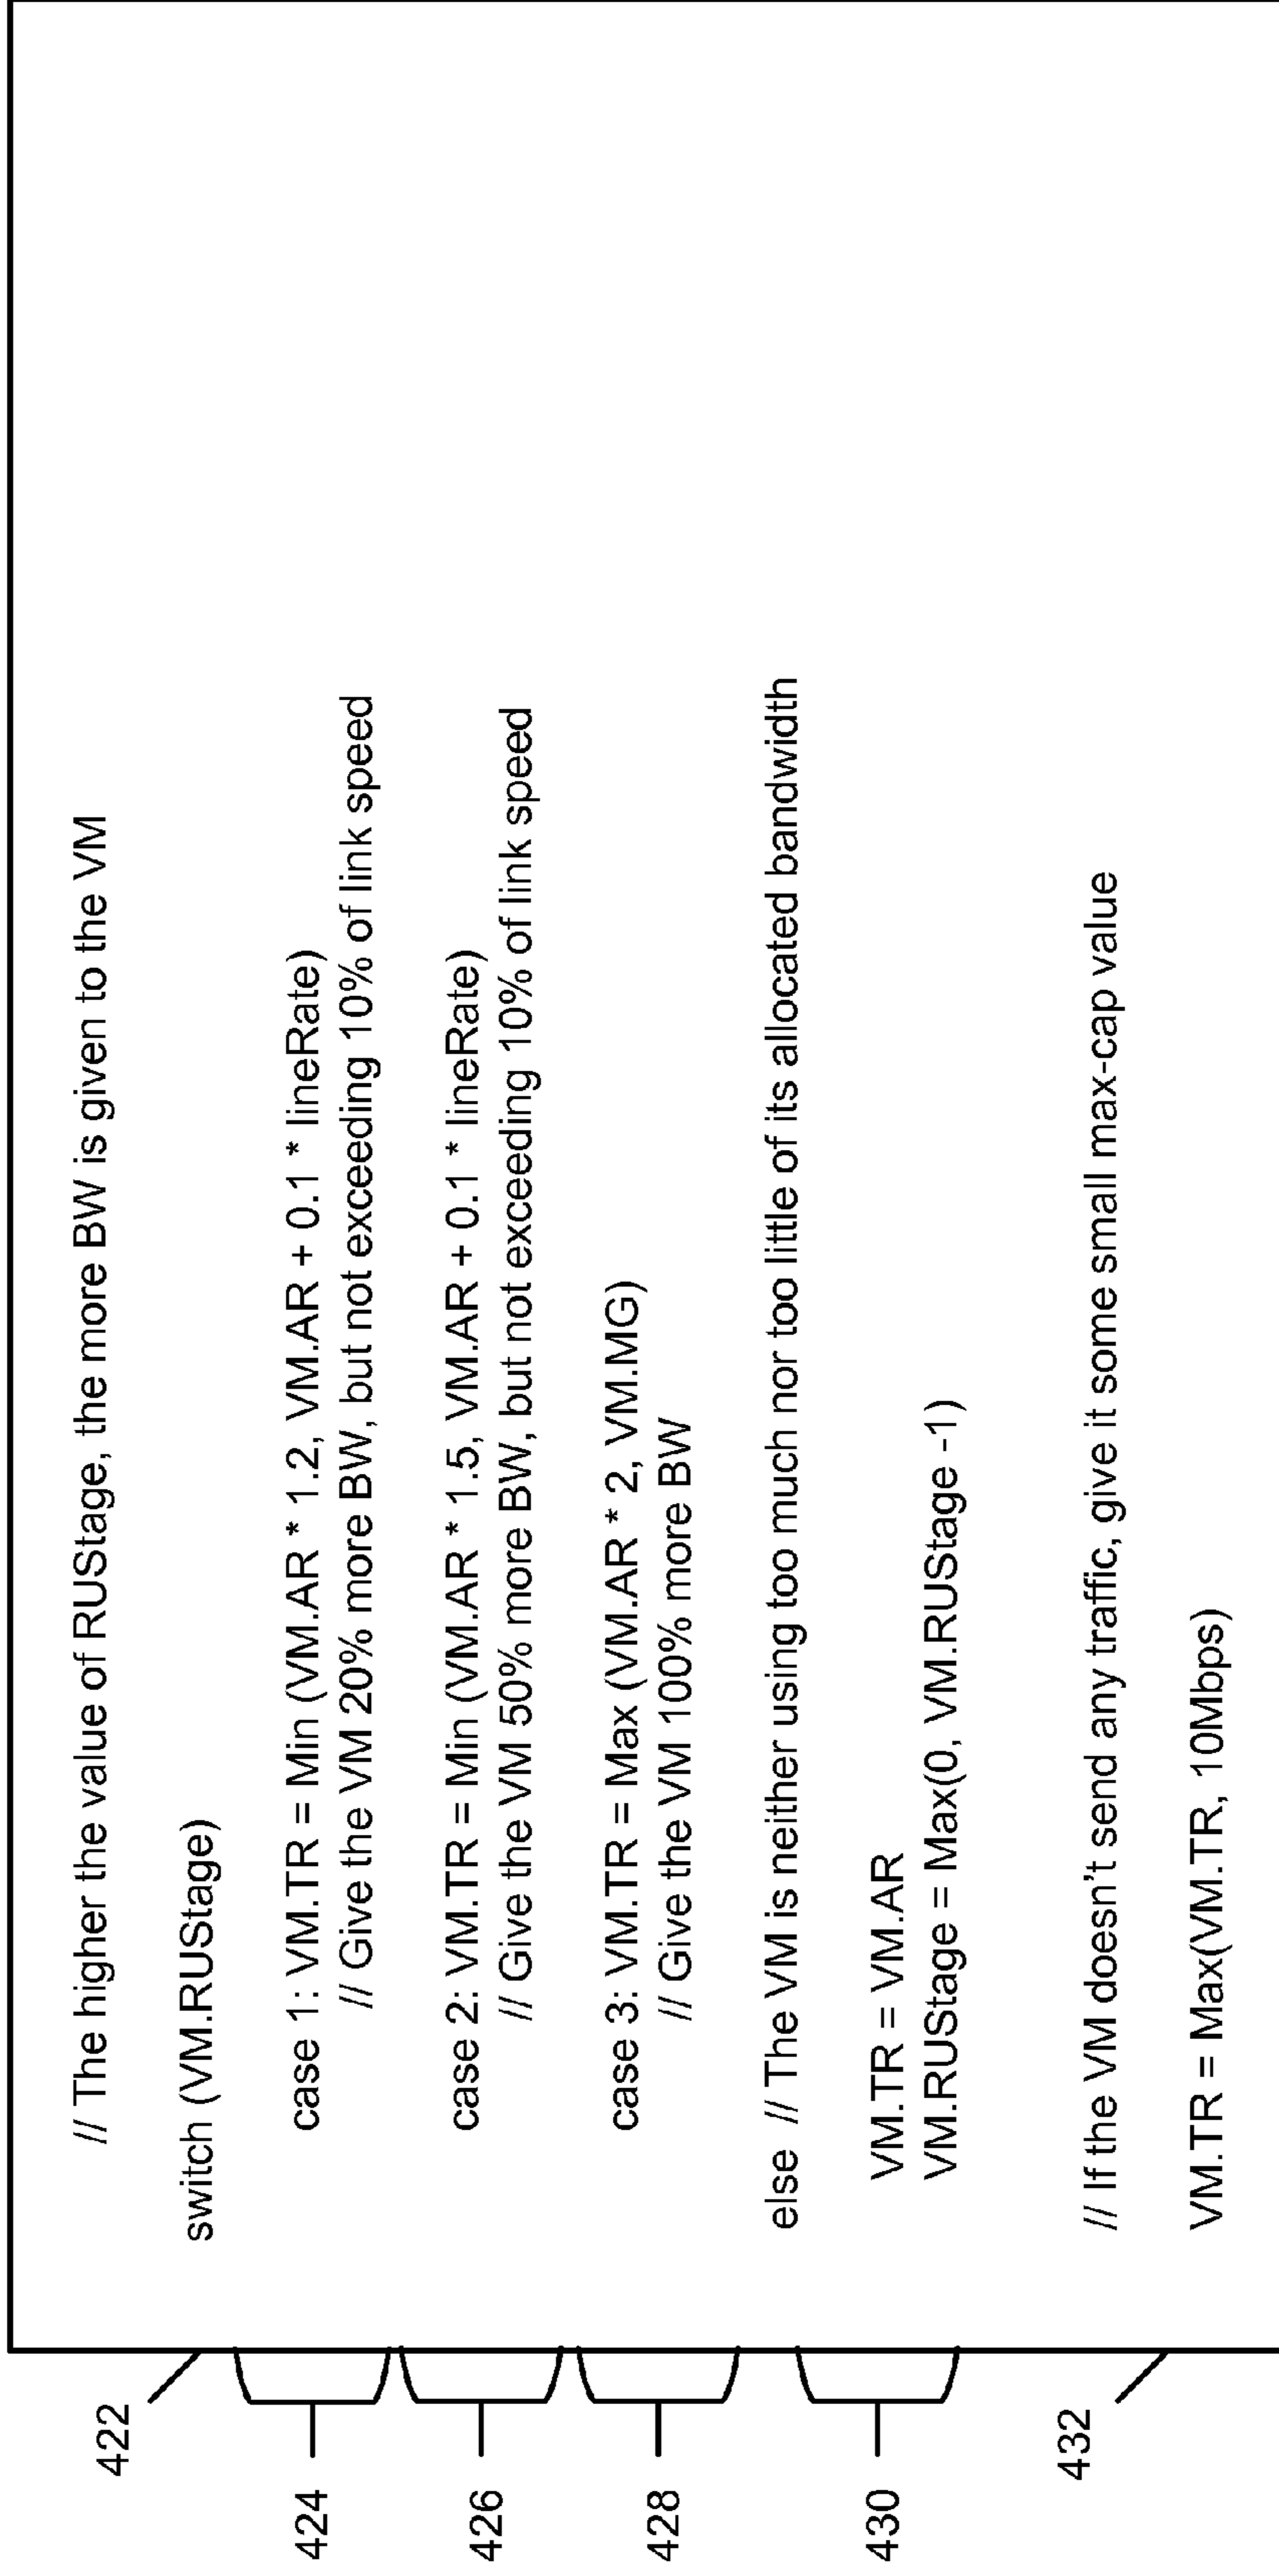 // The higher the value of RUStage, the more BW is given to the VM
422
switch (VM.RUStage)
424
case 1: VM.TR = Min (VM.AR * 1.2, VM.AR + 0.1 * lineRate)
// Give the VM 20% more BW, but not exceeding 10% of link speed
426
case 2: VM.TR = Min (VM.AR * 1.5, VM.AR + 0.1 * lineRate)
// Give the VM 50% more BW, but not exceeding 10% of link speed
428
case 3: VM.TR = Max (VM.AR * 2, VM.MG)
// Give the VM 100% more BW
else // The VM is neither using too much nor too little of its allocated bandwidth
430
VM.TR = VM.AR
VM.RUStage = Max(0, VM.RUStage -1)
// If the VM doesn't send any traffic, give it some small max-cap value
432
VM.TR = Max(VM.TR, 10Mbps)